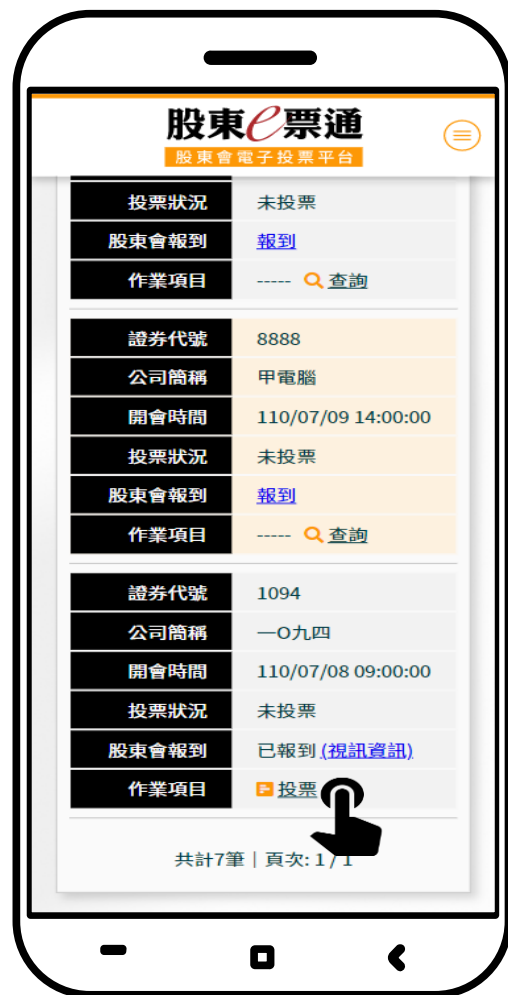 股東e票通
股東會電子投票平台
投票狀況 未投票
股東會報到 報到
作業項目 ----- 查詢
證券代號 8888
公司簡稱 甲電腦
開會時間 110/07/09 14:00:00
投票狀況 未投票
股東會報到 報到
作業項目 ----- 查詢
證券代號 1094
公司簡稱 一O九四
開會時間 110/07/08 09:00:00
投票狀況 未投票
股東會報到 已報到 (視訊資訊)
作業項目 投票
共計7筆 | 頁次: 1 / 1